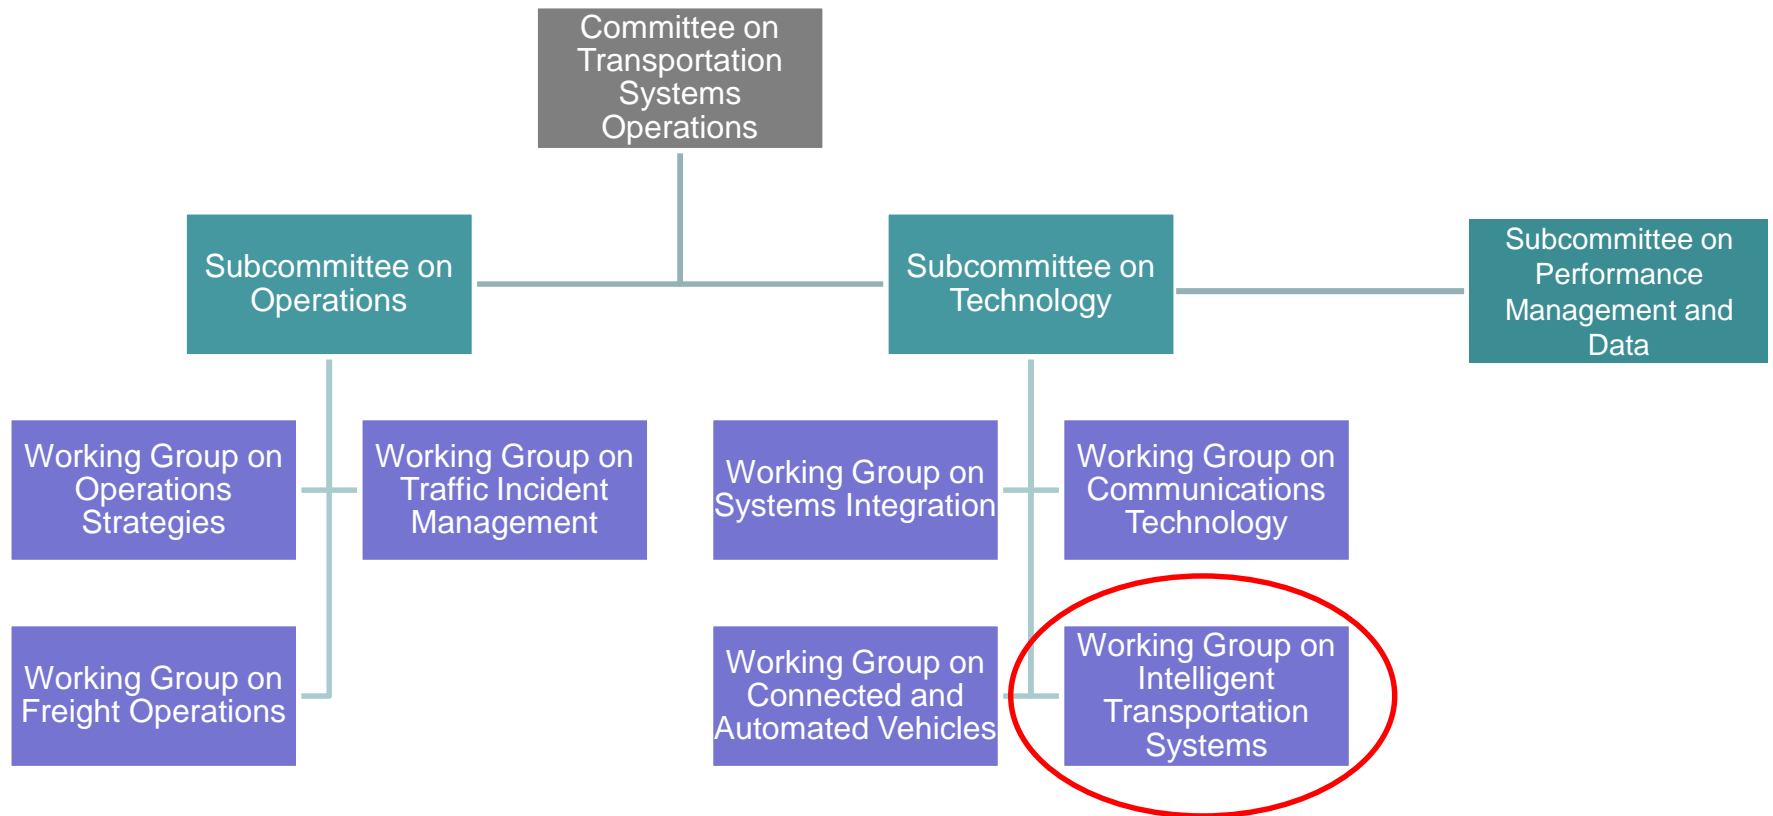 Committee on
Transportation
Systems
Operations
Subcommittee on
Operations
Subcommittee on
Technology
Subcommittee on
Performance
Management and
Data
Working Group on
Operations
Strategies
Working Group on
Traffic Incident
Management
Working Group on
Systems Integration
Working Group on
Communications
Technology
Working Group on
Freight Operations
Working Group on
Connected and
Automated Vehicles
Working Group on
Intelligent
Transportation
Systems